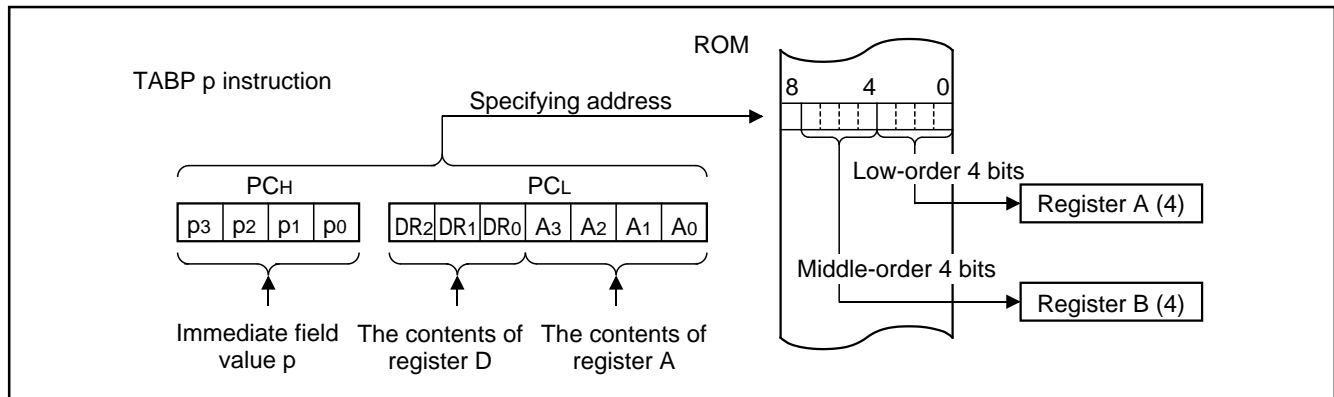 ROM
TABP p instruction
8 4 0
Specifying address
Low-order 4 bits
PCH PCL
Register A (4)
p3 p2 p1 p0 DR2 DR1 DR0 A3 A2 A1 A0
Middle-order 4 bits
Register B (4)
Immediate field
value p
The contents of
register D
The contents of
register A